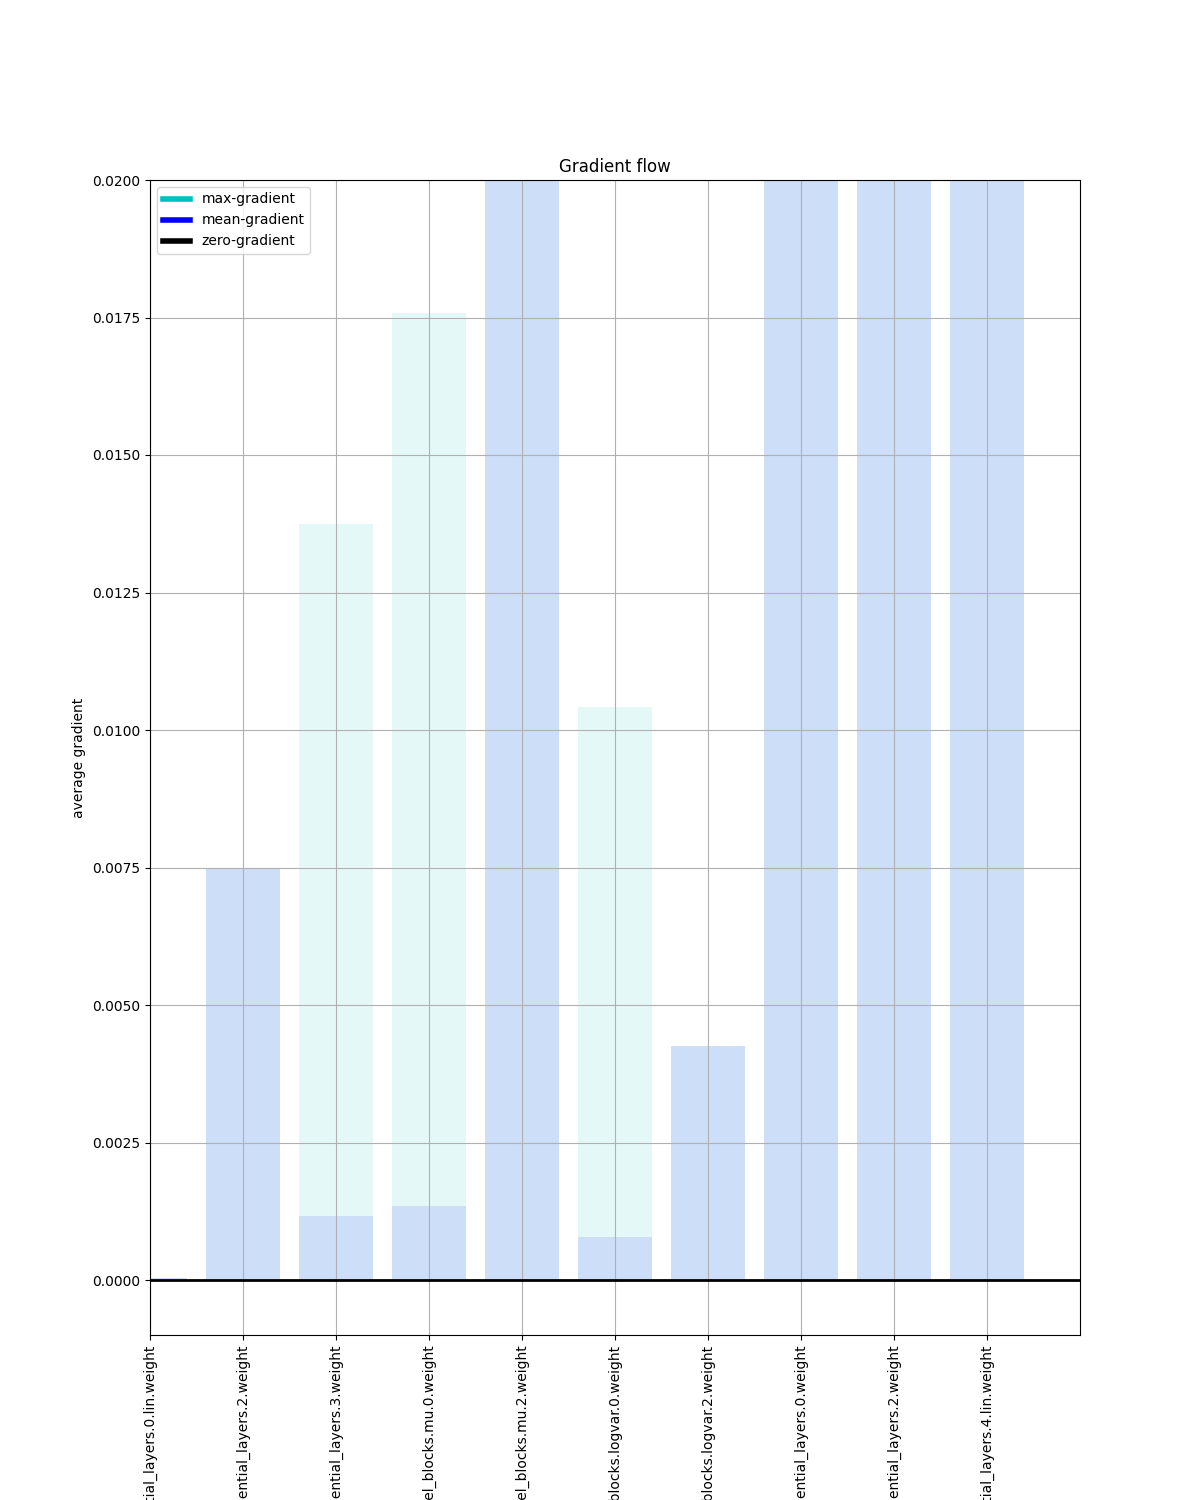 Gradient flow
max-gradient
mean-gradient
zero-gradient
0.0200
0.0175
0.0150
0.0125
0.0100
0.0075
0.0050
0.0025
0.0000
average gradient
tial_layers.0.lin.weight
ential_layers.2.weight
ential_layers.3.weight
el_blocks.mu.0.weight
el_blocks.mu.2.weight
blocks.logvar.0.weight
blocks.logvar.2.weight
ential_layers.0.weight
ential_layers.2.weight
tial_layers.4.lin.weight